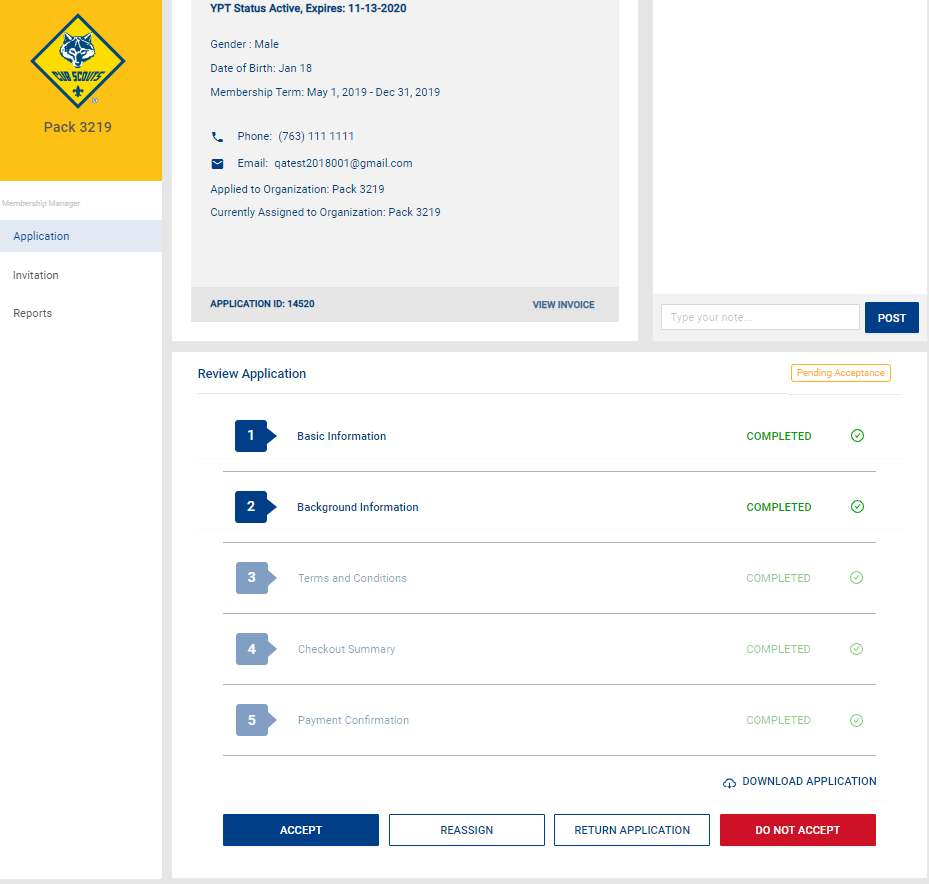 CUB SCOUTS
Pack 3219
Membership Manager
Application
Invitation
Reports
YPT Status Active, Expires: 11-13-2020
Gender : Male
Date of Birth: Jan 18
Membership Term: May 1, 2019 - Dec 31, 2019
Phone: (763) 111 1111
Email: qatest2018001@gmail.com
Applied to Organization: Pack 3219
Currently Assigned to Organization: Pack 3219
APPLICATION ID: 14520 VIEW INVOICE
Type your note... POST
Review Application Pending Acceptance
1 Basic Information COMPLETED
2 Background Information COMPLETED
3 Terms and Conditions COMPLETED
4 Checkout Summary COMPLETED
5 Payment Confirmation COMPLETED
DOWNLOAD APPLICATION
ACCEPT REASSIGN RETURN APPLICATION DO NOT ACCEPT